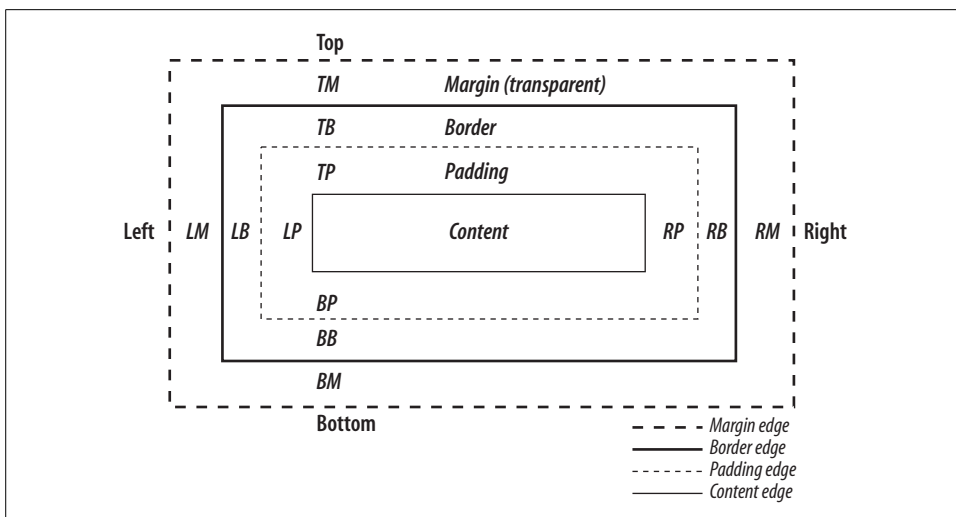 Top
TM Margin (transparent)
TB Border
TP Padding
Left LM LB LP Content RP RB RM Right
BP
BB
BM
Bottom
Margin edge
Border edge
Padding edge
Content edge